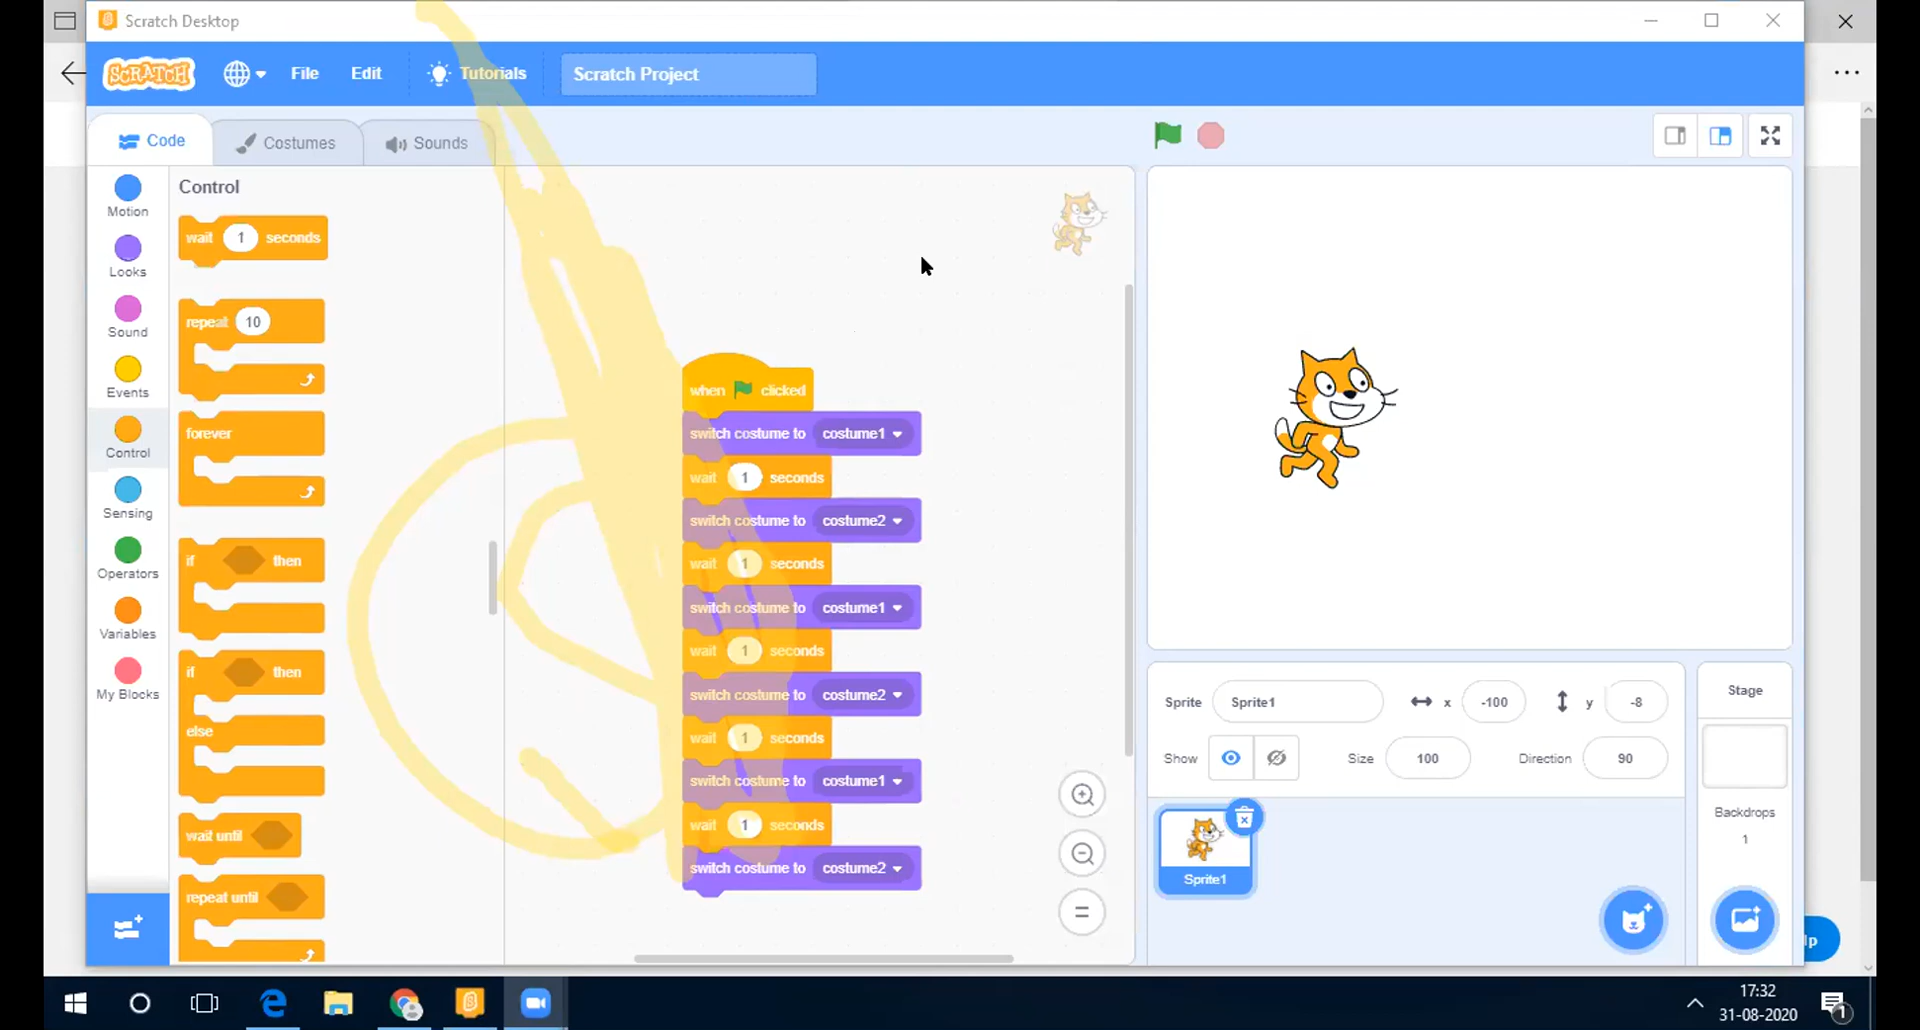 Scratch Desktop
SCRATCH File Edit Tutorials Scratch Project
Code Costumes Sounds
Motion
Looks
Sound
Events
Control
Sensing
Operators
Variables
My Blocks
Control
wait 1 seconds
repeat 10
forever
if then
if then
else
wait until
repeat until
when clicked
switch costume to costume1
wait 1 seconds
switch costume to costume2
wait 1 seconds
switch costume to costume1
wait 1 seconds
switch costume to costume2
wait 1 seconds
switch costume to costume1
wait 1 seconds
switch costume to costume2
Sprite Sprite1 x -100 y -8
Show Size 100 Direction 90
Sprite1
Stage
Backdrops
1
lp
17:32
31-08-2020
1